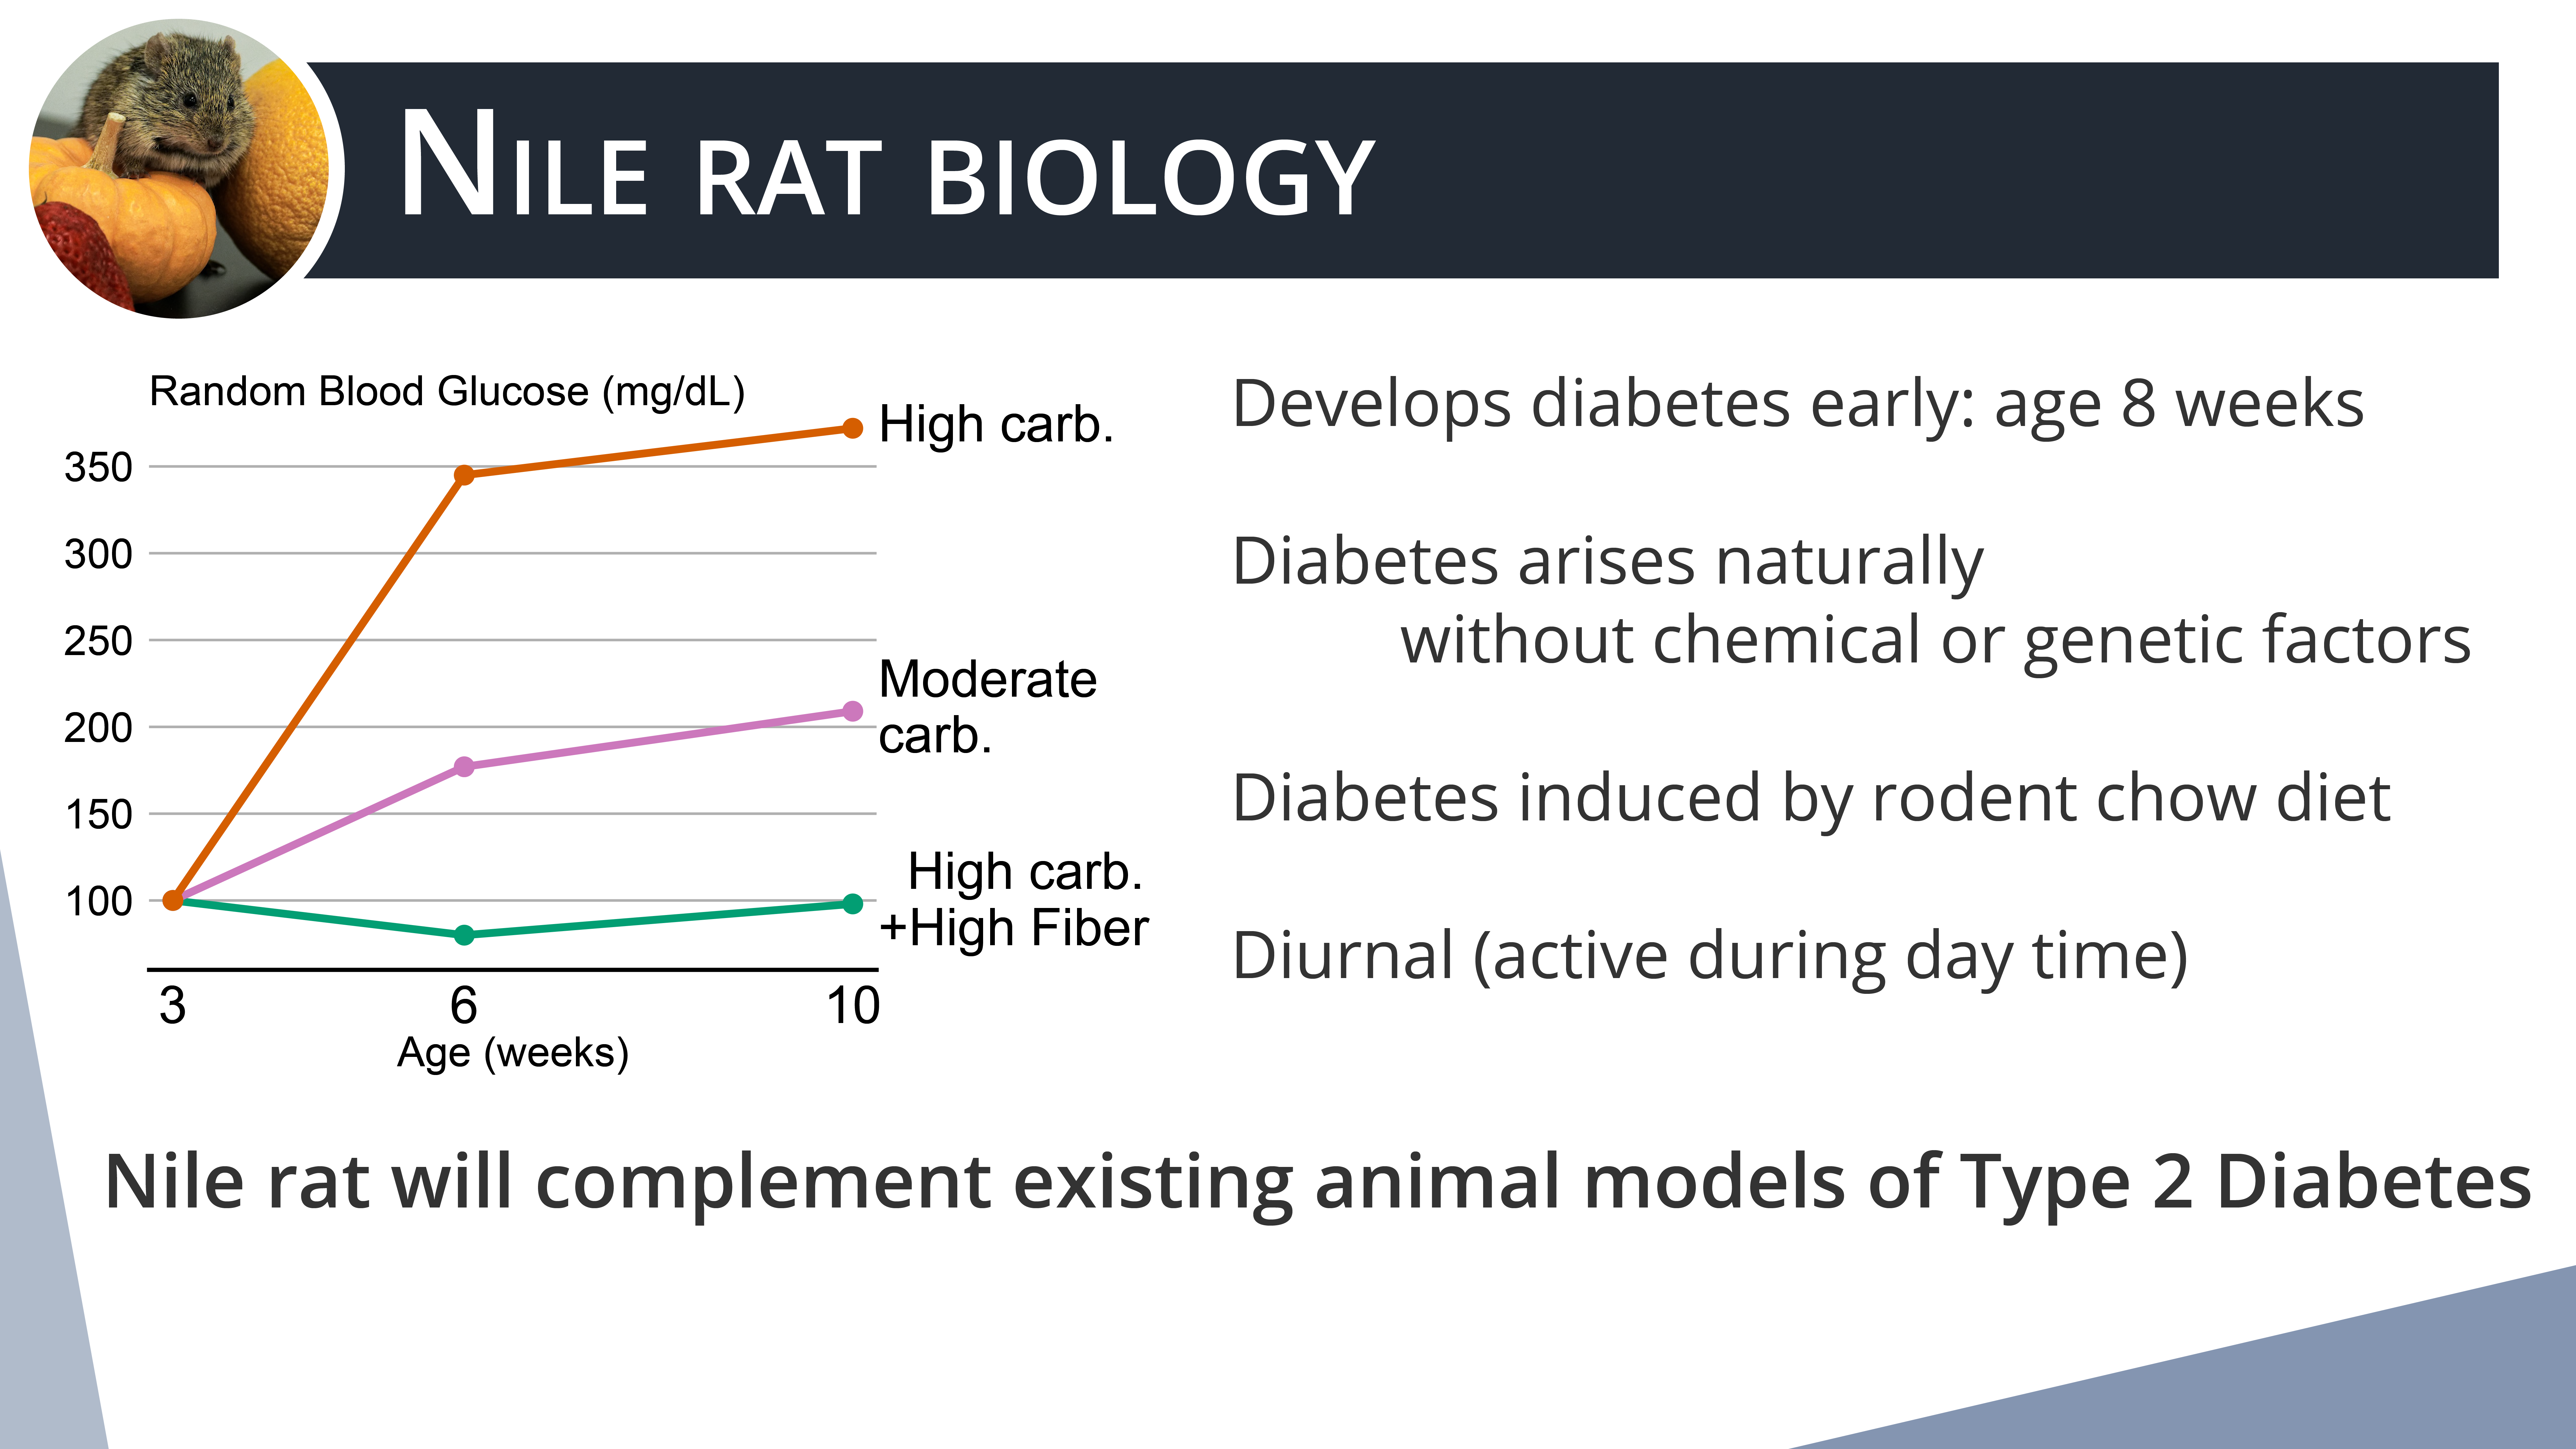 Nile rat biology
Random Blood Glucose (mg/dL)
350
300
250
200
150
100
High carb.
Moderate
carb.
High carb.
+High Fiber
3 6 10
Age (weeks)
Develops diabetes early: age 8 weeks
Diabetes arises naturally
without chemical or genetic factors
Diabetes induced by rodent chow diet
Diurnal (active during day time)
Nile rat will complement existing animal models of Type 2 Diabetes